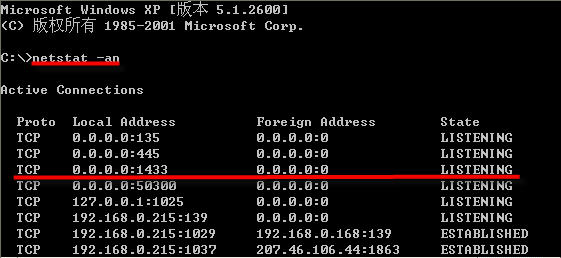 Microsoft Windows XP [版本 5.1.2600]
(C) 版权所有 1985-2001 Microsoft Corp.
C:\>netstat -an
Active Connections
Proto  Local Address          Foreign Address        State
TCP    0.0.0.0:135            0.0.0.0:0              LISTENING
TCP    0.0.0.0:445            0.0.0.0:0              LISTENING
TCP    0.0.0.0:1433           0.0.0.0:0              LISTENING
TCP    0.0.0.0:50300          0.0.0.0:0              LISTENING
TCP    127.0.0.1:1025         0.0.0.0:0              LISTENING
TCP    192.168.0.215:139      0.0.0.0:0              LISTENING
TCP    192.168.0.215:1029     192.168.0.168:139      ESTABLISHED
TCP    192.168.0.215:1037     207.46.106.44:1863     ESTABLISHED